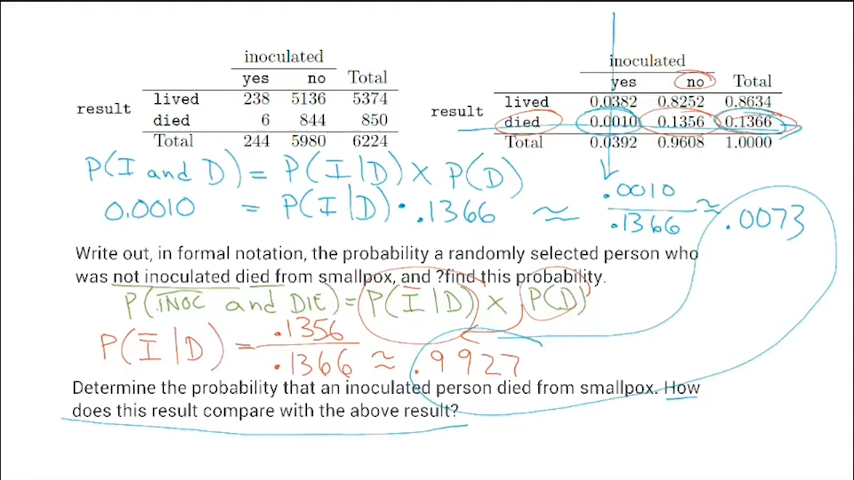 inoculated
yes no Total
result lived 238 5136 5374
died 6 844 850
Total 244 5980 6224
inoculated
yes no Total
result lived 0.0382 0.8252 0.8634
died 0.0010 0.1356 0.1366
Total 0.0392 0.9608 1.0000
P(I and D) = P(I|D) × P(D)
0.0010 = P(I|D) · .1366 ≈ .0010 / .1366 ≈ .0073
Write out, in formal notation, the probability a randomly selected person who
was not inoculated died from smallpox, and ?find this probability.
P(I̅N̅O̅C̅ and DIE) = P(I̅|D) × P(D)
P(I̅|D) = .1356 / .1366 ≈ .9927
Determine the probability that an inoculated person died from smallpox. How
does this result compare with the above result?